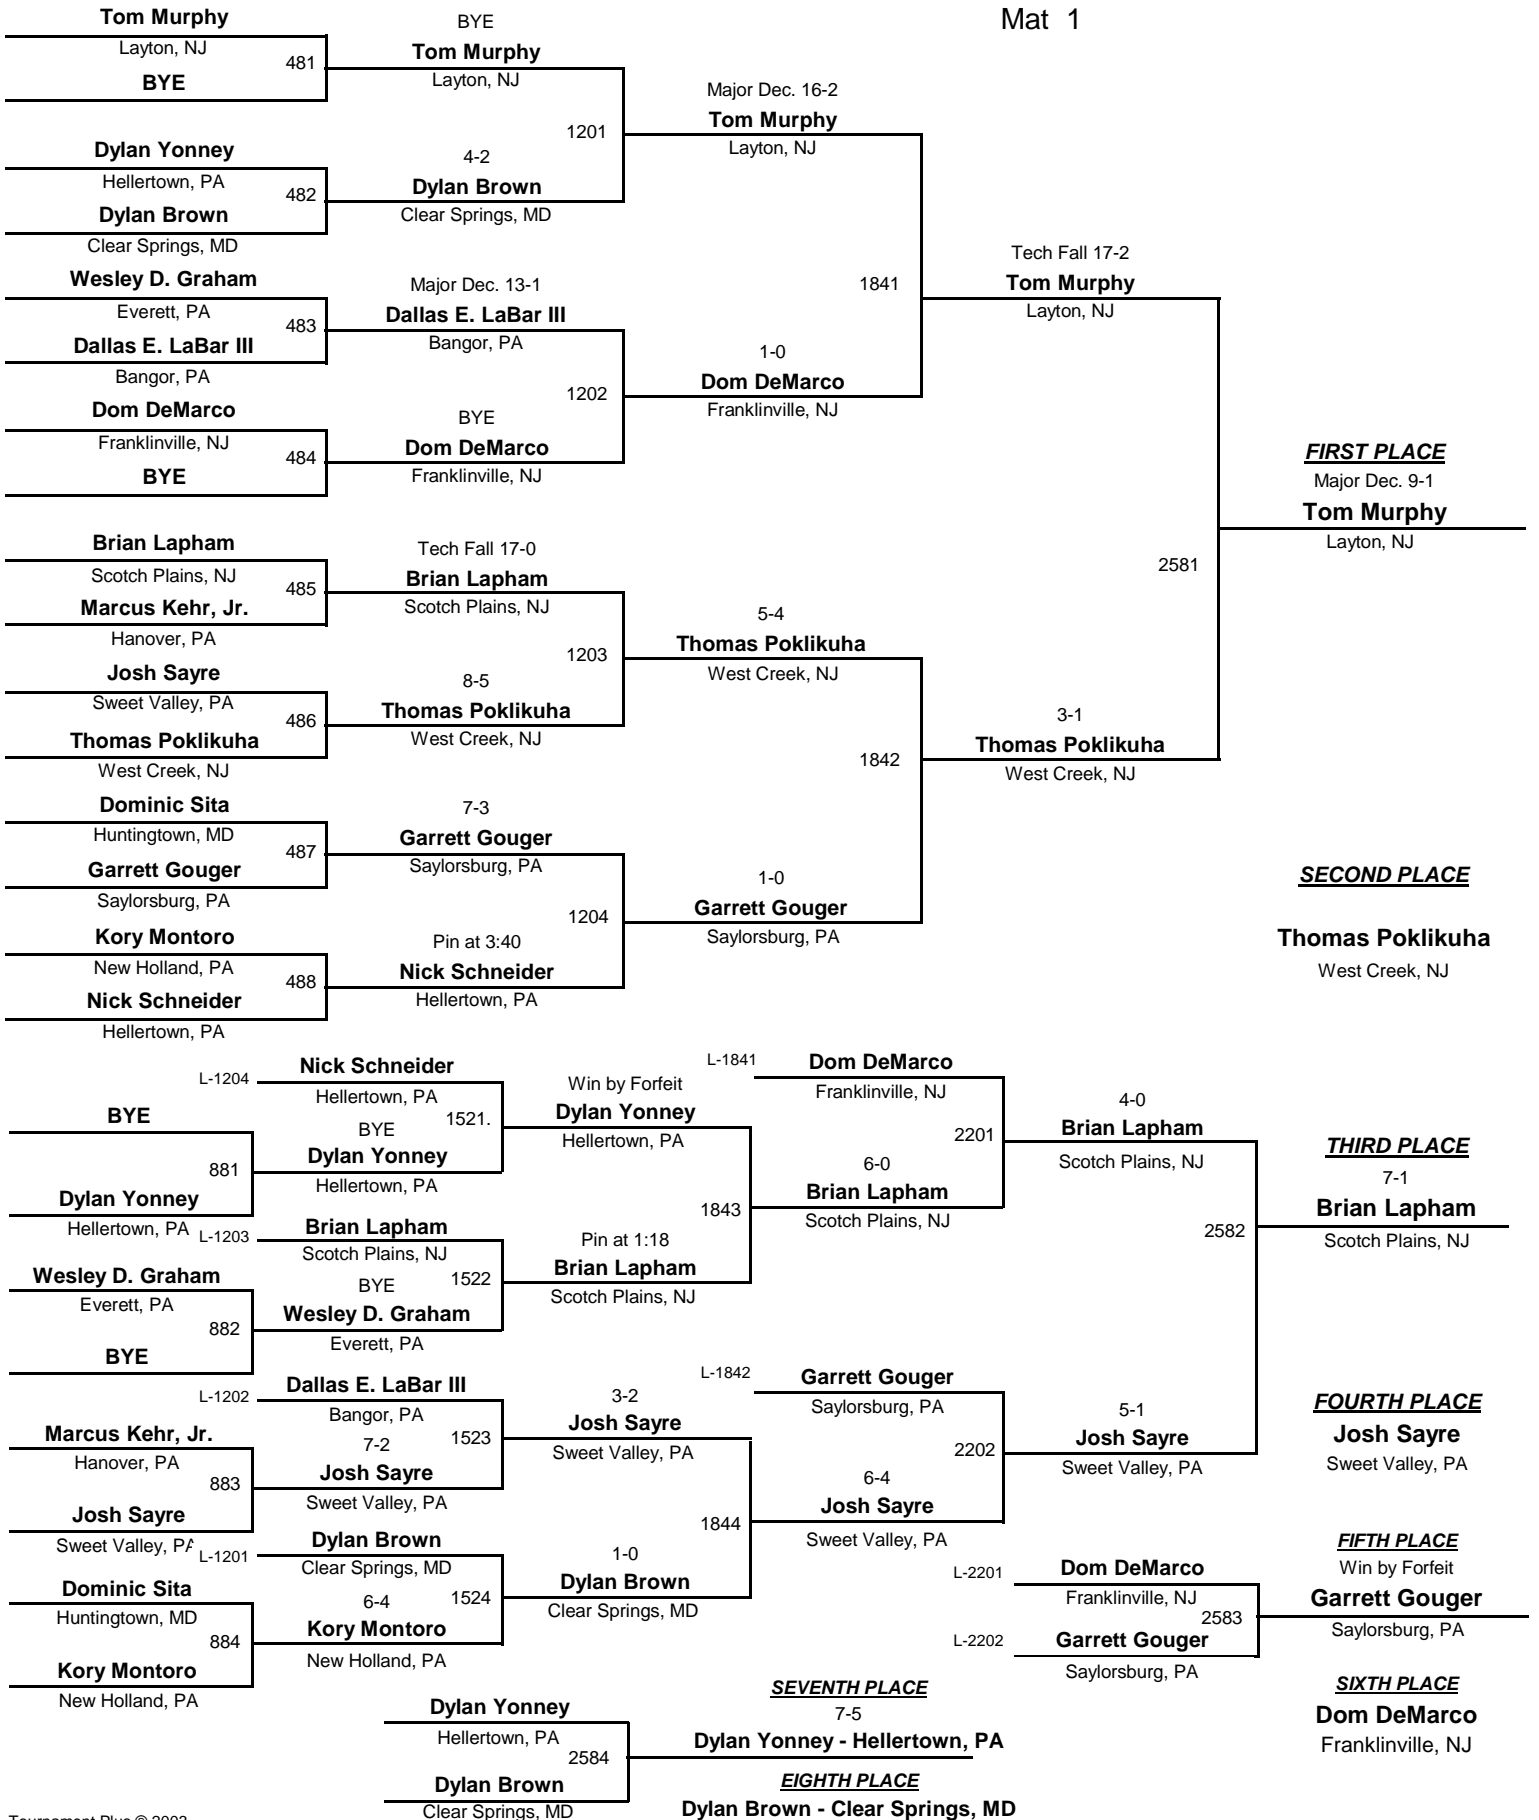 Mat 1
Tom Murphy
Layton, NJ
481
BYE
Dylan Yonney
Hellertown, PA
482
Dylan Brown
Clear Springs, MD
Wesley D. Graham
Everett, PA
483
Dallas E. LaBar III
Bangor, PA
Dom DeMarco
Franklinville, NJ
484
BYE
Brian Lapham
Scotch Plains, NJ
485
Marcus Kehr, Jr.
Hanover, PA
Josh Sayre
Sweet Valley, PA
486
Thomas Poklikuha
West Creek, NJ
Dominic Sita
Huntingtown, MD
487
Garrett Gouger
Saylorsburg, PA
Kory Montoro
New Holland, PA
488
Nick Schneider
Hellertown, PA
BYE
Tom Murphy
Layton, NJ
1201
4-2
Dylan Brown
Clear Springs, MD
Major Dec. 13-1
Dallas E. LaBar III
Bangor, PA
1202
BYE
Dom DeMarco
Franklinville, NJ
Tech Fall 17-0
Brian Lapham
Scotch Plains, NJ
1203
8-5
Thomas Poklikuha
West Creek, NJ
7-3
Garrett Gouger
Saylorsburg, PA
1204
Pin at 3:40
Nick Schneider
Hellertown, PA
Major Dec. 16-2
Tom Murphy
Layton, NJ
1841
1-0
Dom DeMarco
Franklinville, NJ
5-4
Thomas Poklikuha
West Creek, NJ
1842
1-0
Garrett Gouger
Saylorsburg, PA
Tech Fall 17-2
Tom Murphy
Layton, NJ
2581
3-1
Thomas Poklikuha
West Creek, NJ
FIRST PLACE
Major Dec. 9-1
Tom Murphy
Layton, NJ
SECOND PLACE
Thomas Poklikuha
West Creek, NJ
BYE
881
Dylan Yonney
Hellertown, PA
Wesley D. Graham
Everett, PA
882
BYE
Marcus Kehr, Jr.
Hanover, PA
883
Josh Sayre
Sweet Valley, PA
Dominic Sita
Huntingtown, MD
884
Kory Montoro
New Holland, PA
L-1204
Nick Schneider
Hellertown, PA
1521.
BYE
Dylan Yonney
Hellertown, PA
L-1203
Brian Lapham
Scotch Plains, NJ
1522
BYE
Wesley D. Graham
Everett, PA
L-1202
Dallas E. LaBar III
Bangor, PA
1523
7-2
Josh Sayre
Sweet Valley, PA
L-1201
Dylan Brown
Clear Springs, MD
1524
6-4
Kory Montoro
New Holland, PA
Win by Forfeit
Dylan Yonney
Hellertown, PA
1843
Pin at 1:18
Brian Lapham
Scotch Plains, NJ
3-2
Josh Sayre
Sweet Valley, PA
1844
1-0
Dylan Brown
Clear Springs, MD
L-1841
Dom DeMarco
Franklinville, NJ
2201
6-0
Brian Lapham
Scotch Plains, NJ
L-1842
Garrett Gouger
Saylorsburg, PA
2202
6-4
Josh Sayre
Sweet Valley, PA
4-0
Brian Lapham
Scotch Plains, NJ
2582
5-1
Josh Sayre
Sweet Valley, PA
THIRD PLACE
7-1
Brian Lapham
Scotch Plains, NJ
FOURTH PLACE
Josh Sayre
Sweet Valley, PA
L-2201
Dom DeMarco
Franklinville, NJ
2583
L-2202
Garrett Gouger
Saylorsburg, PA
FIFTH PLACE
Win by Forfeit
Garrett Gouger
Saylorsburg, PA
SIXTH PLACE
Dom DeMarco
Franklinville, NJ
Dylan Yonney
Hellertown, PA
2584
Dylan Brown
Clear Springs, MD
SEVENTH PLACE
7-5
Dylan Yonney - Hellertown, PA
EIGHTH PLACE
Dylan Brown - Clear Springs, MD